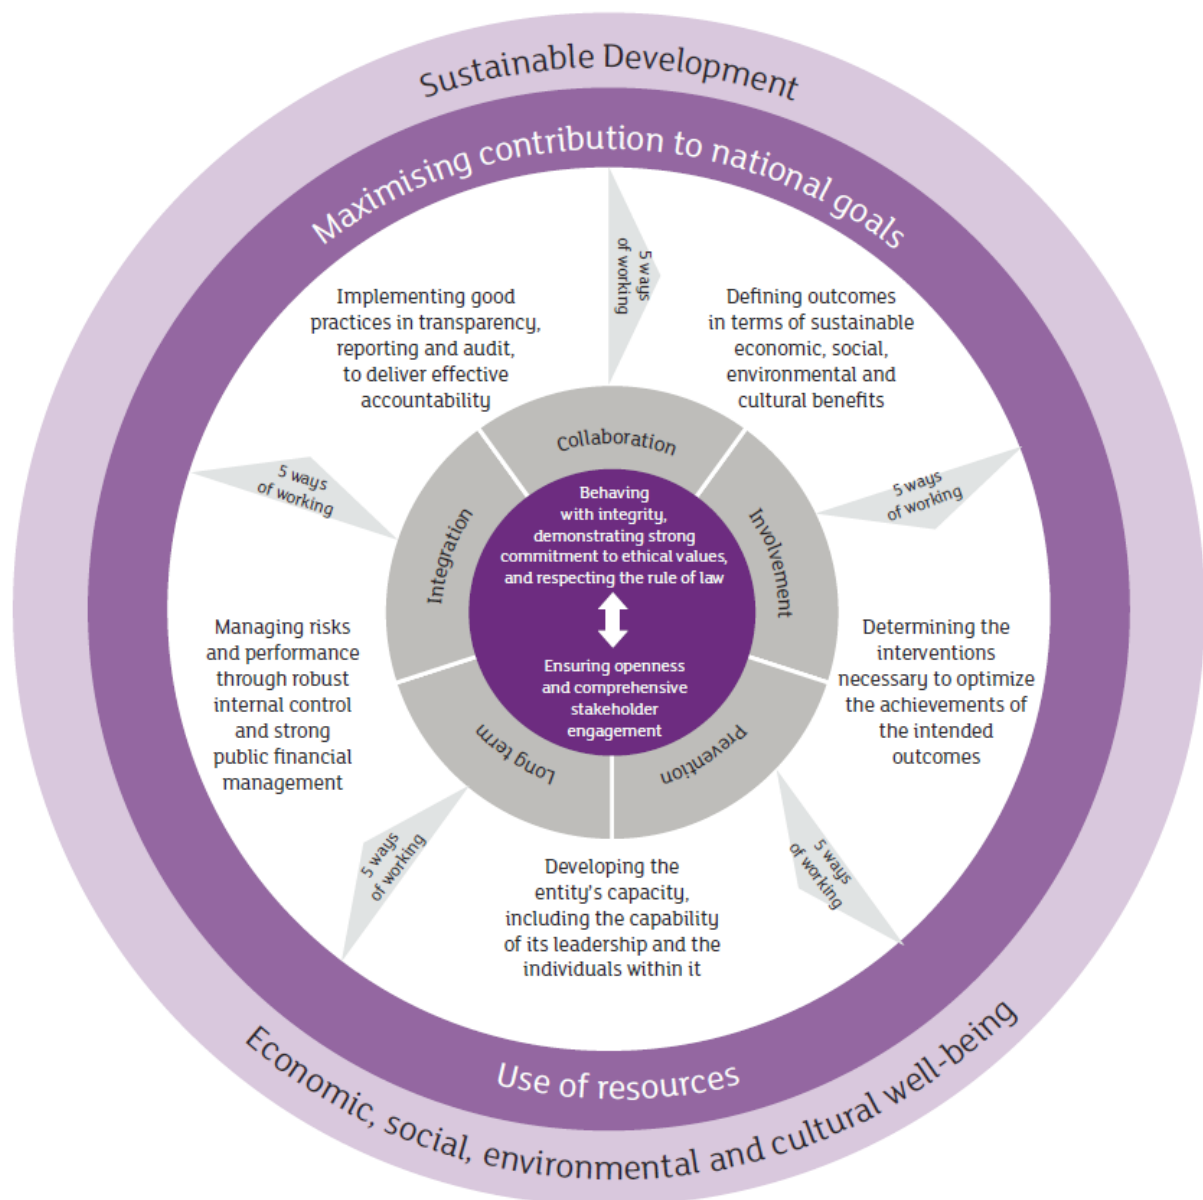 Sustainable Development
Maximising contribution to national goals
5 ways
of working
Implementing good
practices in transparency,
reporting and audit,
to deliver effective
accountability
Defining outcomes
in terms of sustainable
economic, social,
environmental and
cultural benefits
Collaboration
5 ways
of working
5 ways
of working
Integration
Involvement
Behaving
with integrity,
demonstrating strong
commitment to ethical values,
and respecting the rule of law
Ensuring openness
and comprehensive
stakeholder
engagement
Managing risks
and performance
through robust
internal control
and strong
public financial
management
Determining the
interventions
necessary to optimize
the achievements of
the intended
outcomes
Long term
Prevention
5 ways
of working
5 ways
of working
Developing the
entity's capacity,
including the capability
of its leadership and the
individuals within it
Use of resources
Economic, social, environmental and cultural well-being